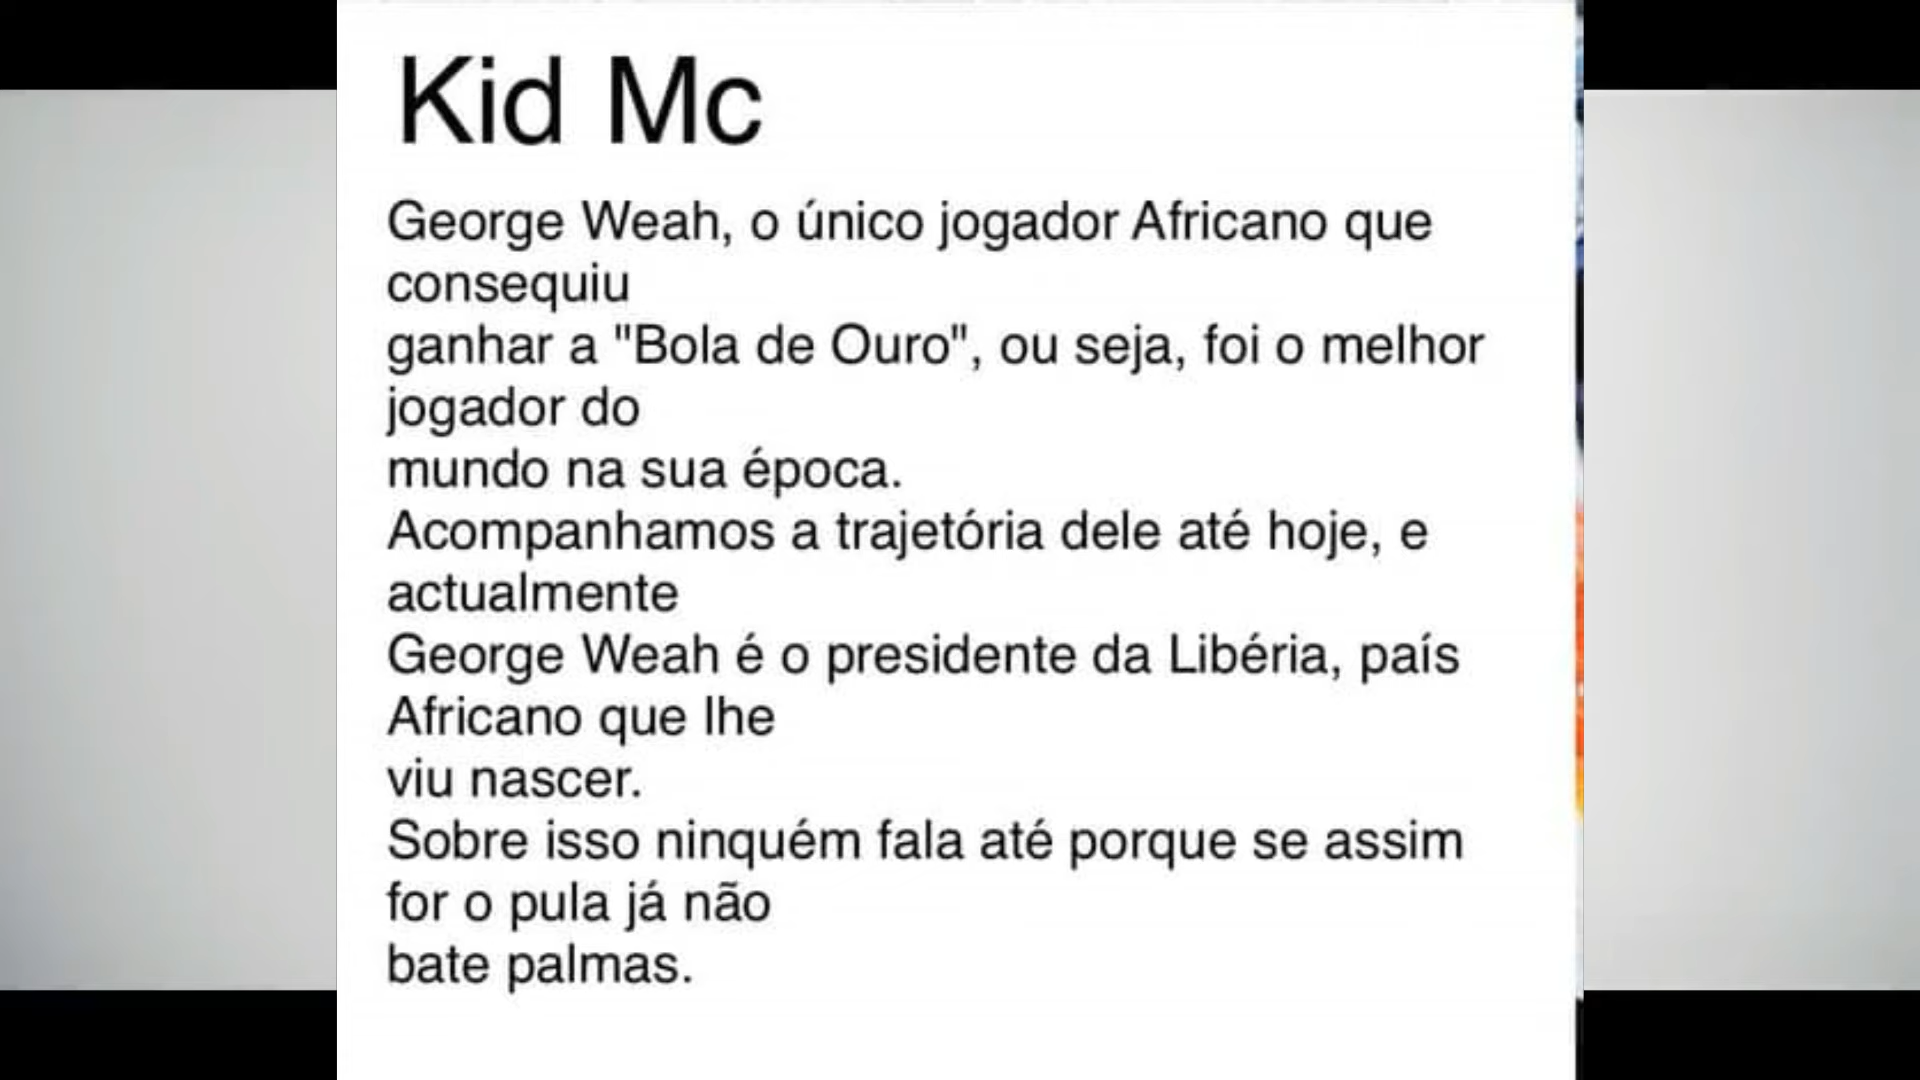 Kid Mc
George Weah, o único jogador Africano que
consequiu
ganhar a "Bola de Ouro", ou seja, foi o melhor
jogador do
mundo na sua época.
Acompanhamos a trajetória dele até hoje, e
actualmente
George Weah é o presidente da Libéria, país
Africano que lhe
viu nascer.
Sobre isso ninquém fala até porque se assim
for o pula já não
bate palmas.